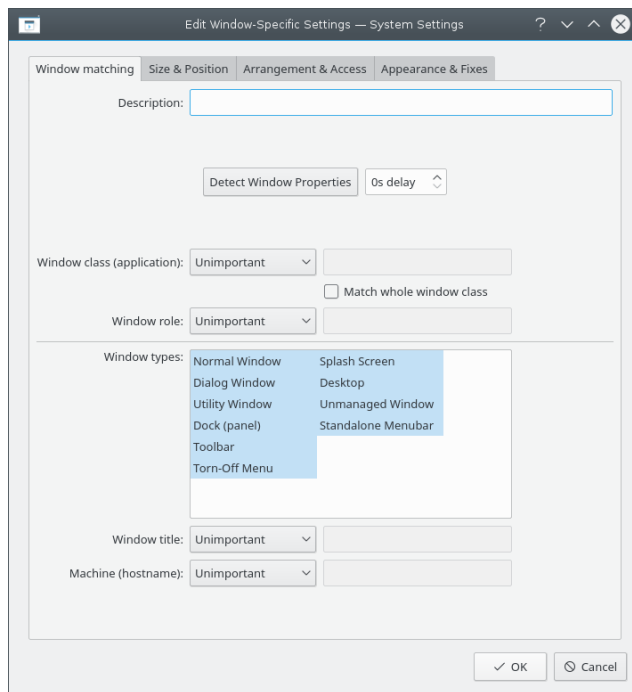 Edit Window-Specific Settings — System Settings
Window matching Size & Position Arrangement & Access Appearance & Fixes
Description:
Detect Window Properties 0s delay
Window class (application): Unimportant
Match whole window class
Window role: Unimportant
Window types: Normal Window Splash Screen
Dialog Window Desktop
Utility Window Unmanaged Window
Dock (panel) Standalone Menubar
Toolbar
Torn-Off Menu
Window title: Unimportant
Machine (hostname): Unimportant
OK Cancel